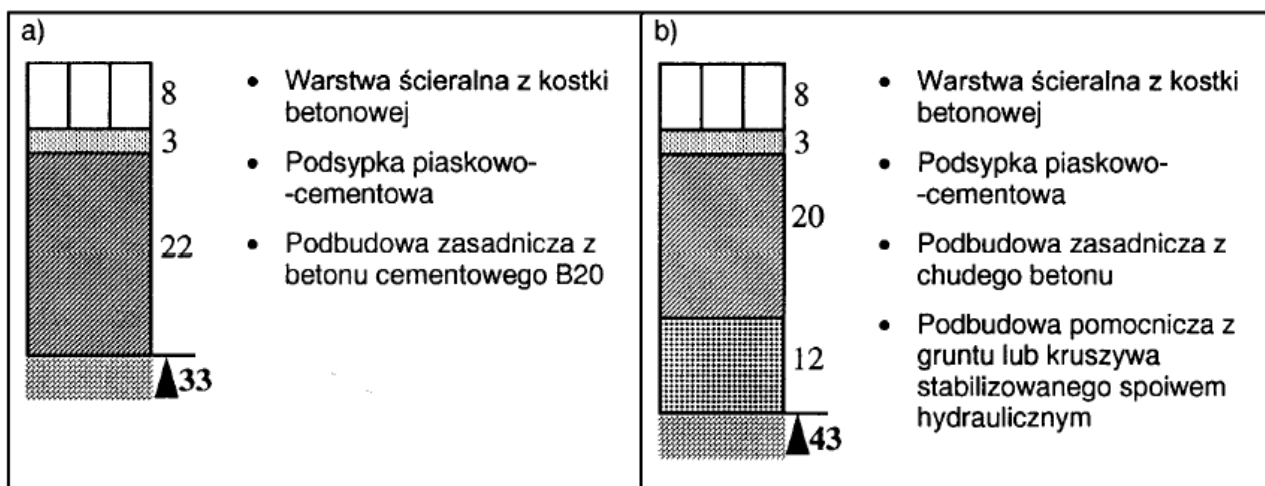 a)
8
3
22
33
• Warstwa ścieralna z kostki
betonowej
• Podsypka piaskowo-
-cementowa
• Podbudowa zasadnicza z
betonu cementowego B20
b)
8
3
20
12
43
• Warstwa ścieralna z kostki
betonowej
• Podsypka piaskowo-
-cementowa
• Podbudowa zasadnicza z
chudego betonu
• Podbudowa pomocnicza z
gruntu lub kruszywa
stabilizowanego spoiwem
hydraulicznym